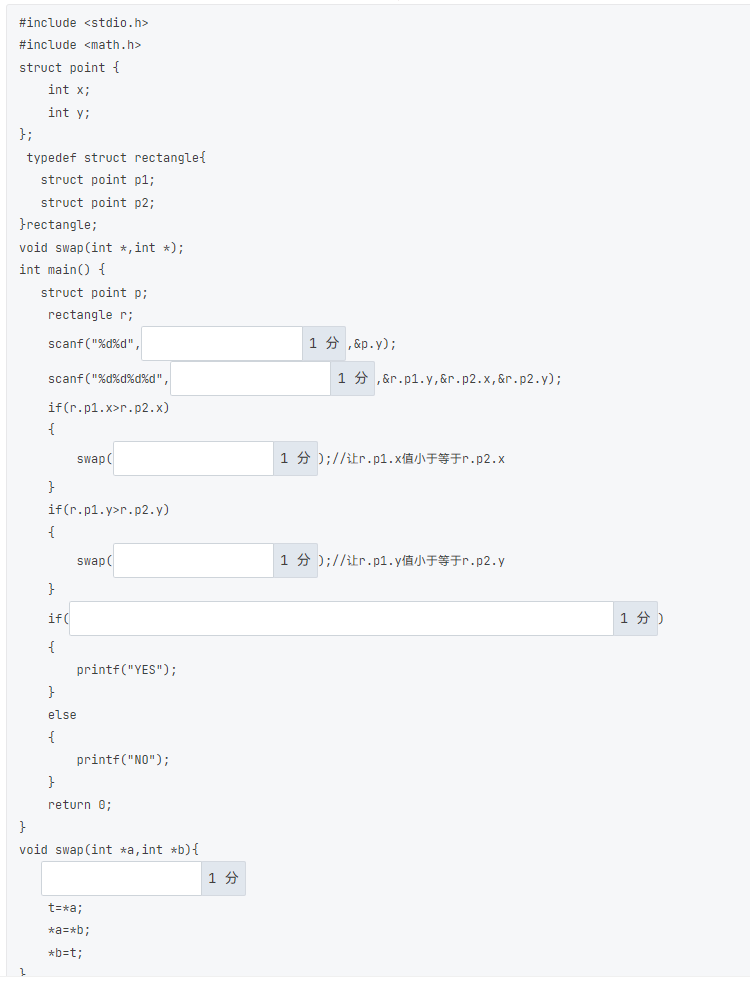 #include <stdio.h>
#include <math.h>
struct point {
    int x;
    int y;
};
 typedef struct rectangle{
   struct point p1;
   struct point p2;
}rectangle;
void swap(int *,int *);
int main() {
   struct point p;
    rectangle r;
    scanf("%d%d", 1 分 ,&p.y);
    scanf("%d%d%d%d", 1 分 ,&r.p1.y,&r.p2.x,&r.p2.y);
    if(r.p1.x>r.p2.x)
    {
        swap( 1 分 );//让r.p1.x值小于等于r.p2.x
    }
    if(r.p1.y>r.p2.y)
    {
        swap( 1 分 );//让r.p1.y值小于等于r.p2.y
    }
    if( 1 分 )
    {
        printf("YES");
    }
    else
    {
        printf("NO");
    }
    return 0;
}
void swap(int *a,int *b){
    1 分
    t=*a;
    *a=*b;
    *b=t;
}